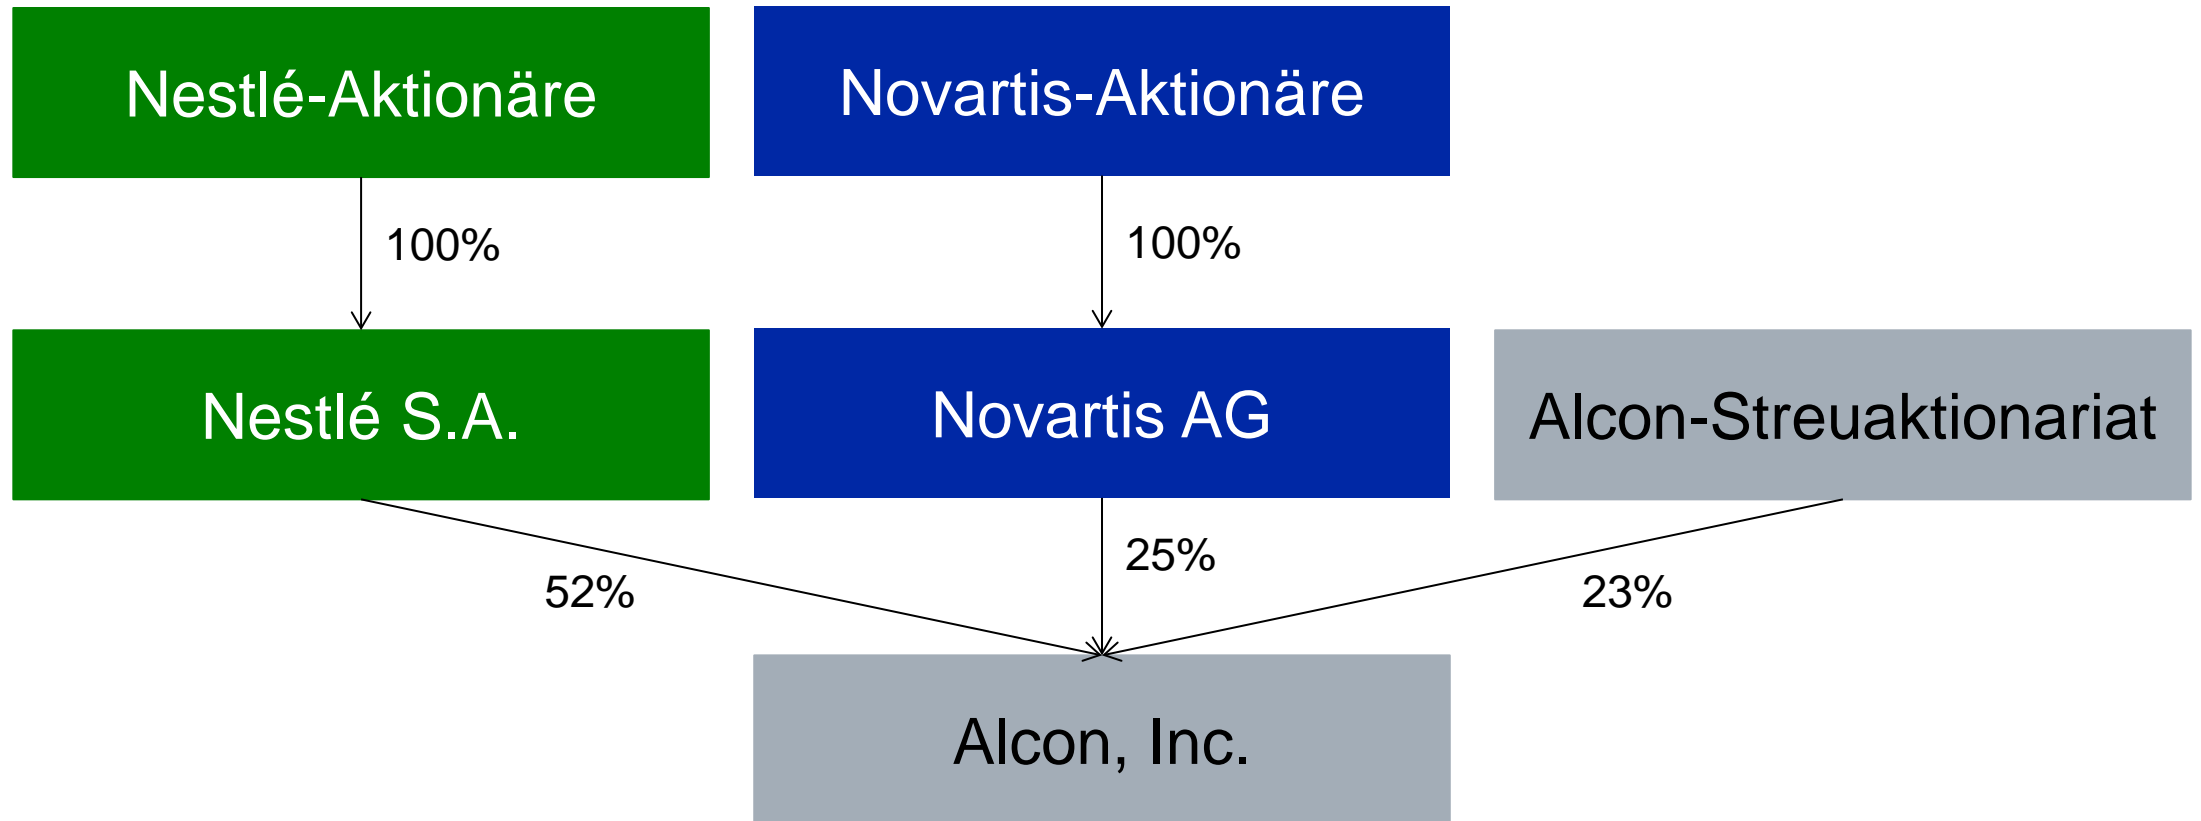 Nestlé-Aktionäre
Novartis-Aktionäre
100%
100%
Nestlé S.A.
Novartis AG
Alcon-Streuaktionariat
52%
25%
23%
Alcon, Inc.